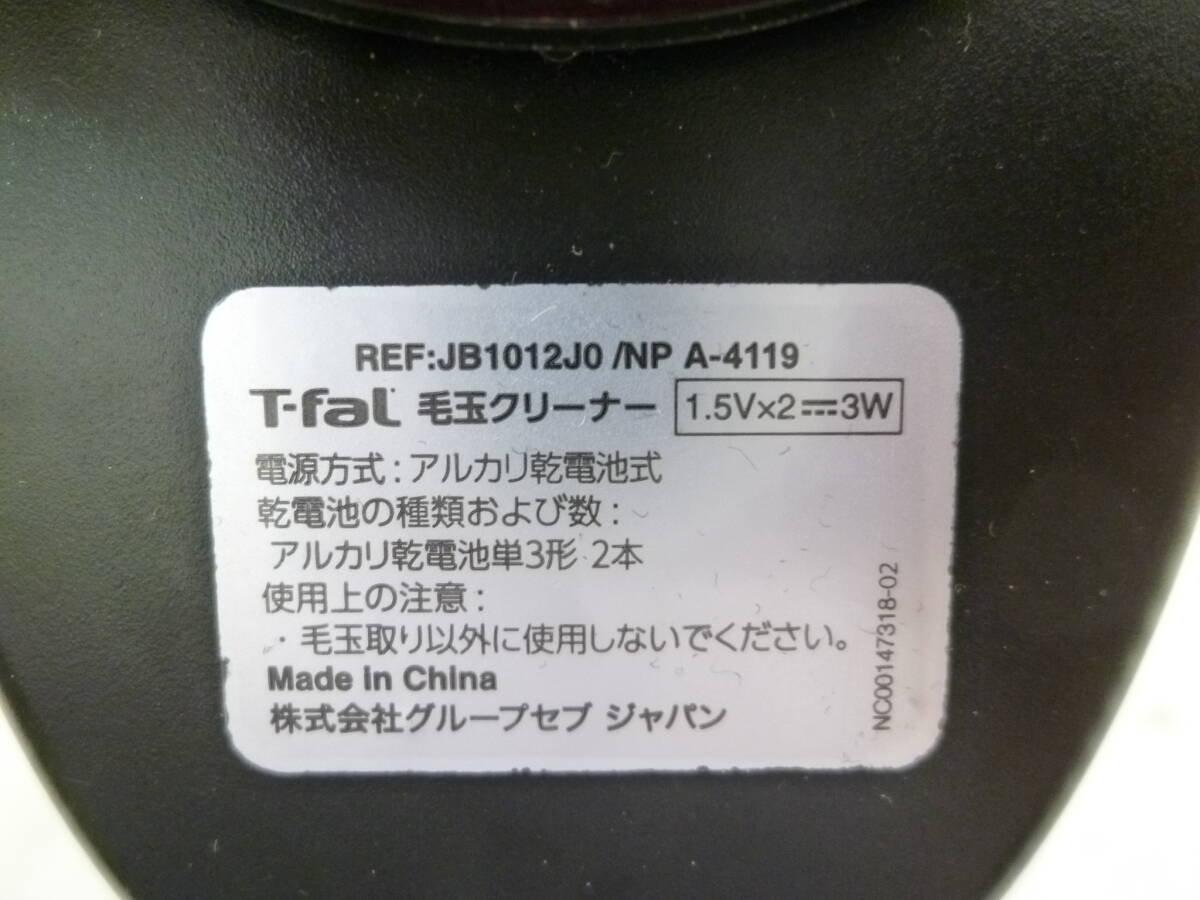 REF:JB1012J0 /NP A-4119
T-fal 毛玉クリーナー 1.5V×2⎓3W
電源方式:アルカリ乾電池式
乾電池の種類および数:
アルカリ乾電池単3形 2本
使用上の注意:
・毛玉取り以外に使用しないでください。
Made in China
株式会社グループセブ ジャパン
NC00147318-02